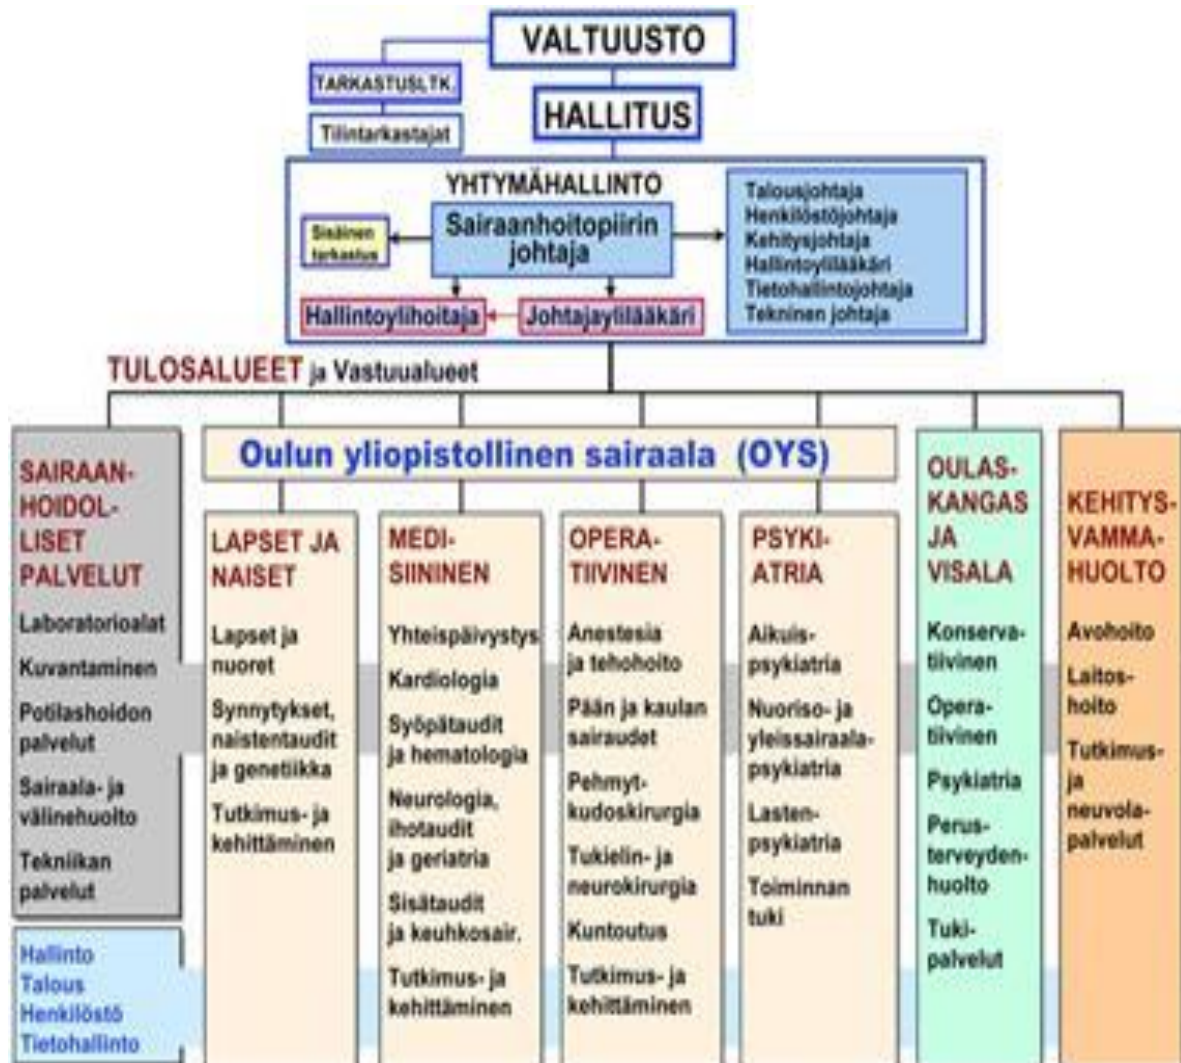 VALTUUSTO
TARKASTUSLTK.
Tilintarkastajat
HALLITUS
YHTYMÄHALLINTO
Sairaanhoitopiirin
johtaja
Sisäinen
tarkastus
Hallintoylihoitaja
Johtajaylilääkäri
Talousjohtaja
Henkilöstöjohtaja
Kehitysjohtaja
Hallintoylilääkäri
Tietohallintojohtaja
Tekninen johtaja
TULOSALUEET ja Vastuualueet
SAIRAAN-
HOIDOL-
LISET
PALVELUT
Laboratorioalat
Kuvantaminen
Potilashoidon
palvelut
Sairaala- ja
välinehuolto
Tekniikan
palvelut
Hallinto
Talous
Henkilöstö
Tietohallinto
Oulun yliopistollinen sairaala (OYS)
LAPSET JA
NAISET
Lapset ja
nuoret
Synnytykset,
naistentaudit
ja genetiikka
Tutkimus- ja
kehittäminen
MEDI-
SIININEN
Yhteispäivystys
Kardiologia
Syöpätaudit
ja hematologia
Neurologia,
ihotaudit
ja geriatria
Sisätaudit
ja keuhkosair.
Tutkimus- ja
kehittäminen
OPERA-
TIIVINEN
Anestesia
ja tehohoito
Pään ja kaulan
sairaudet
Pehmyt-
kudoskirurgia
Tukielin- ja
neurokirurgia
Kuntoutus
Tutkimus- ja
kehittäminen
PSYKI-
ATRIA
Aikuis-
psykiatria
Nuoriso- ja
yleissairaala-
psykiatria
Lasten-
psykiatria
Toiminnan
tuki
OULAS-
KANGAS
JA
VISALA
Konserva-
tiivinen
Opera-
tiivinen
Psykiatria
Perus-
terveyden-
huolto
Tuki-
palvelut
KEHITYS-
VAMMA-
HUOLTO
Avohoito
Laitos-
hoito
Tutkimus-
ja
neuvola-
palvelut